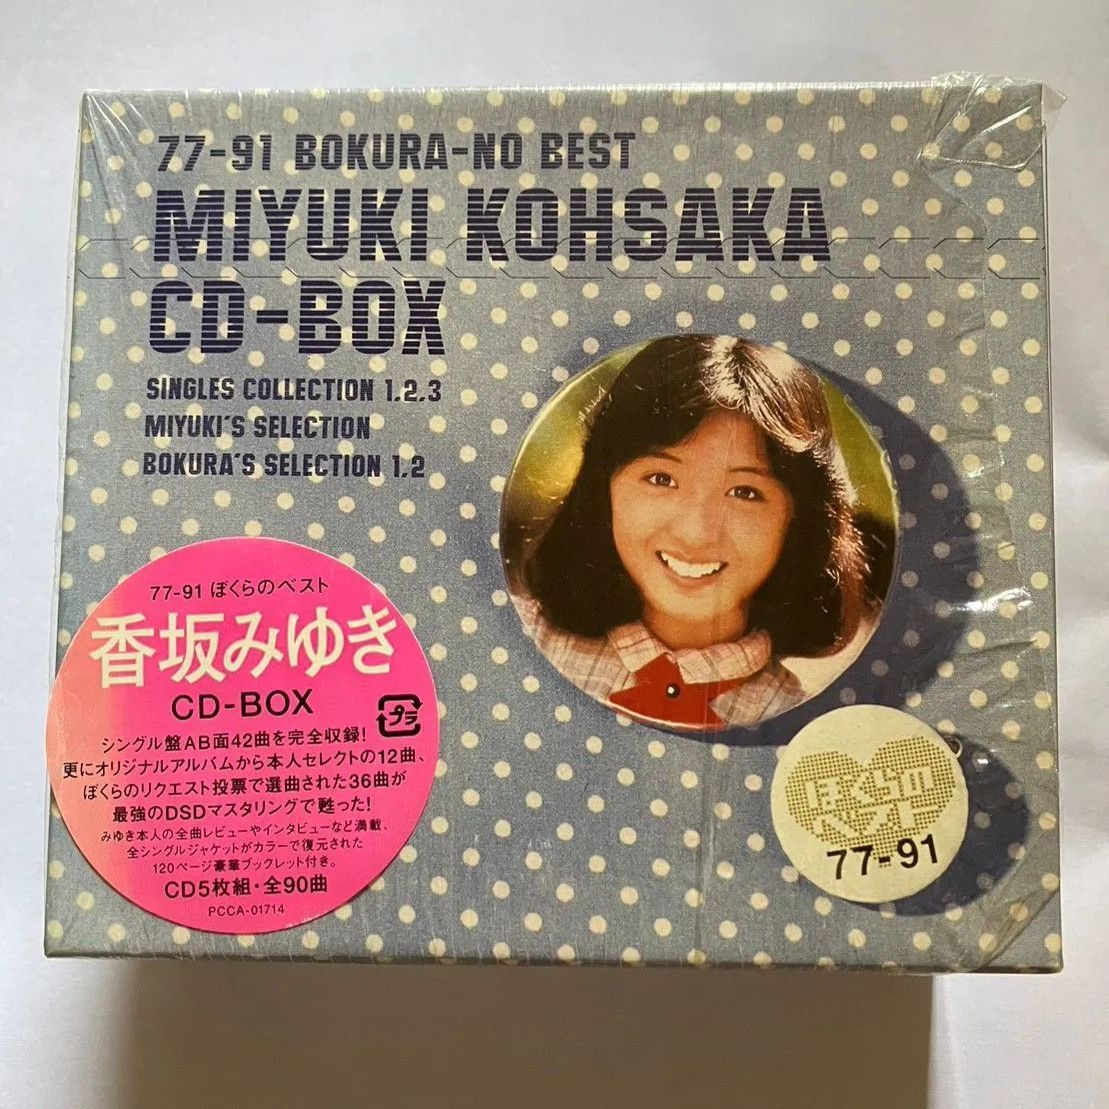 77-91 BOKURA-NO BEST
MIYUKI KOHSAKA
CD-BOX
SINGLES COLLECTION 1,2,3
MIYUKI'S SELECTION
BOKURA'S SELECTION 1,2
77-91 ぼくらのベスト
香坂みゆき
CD-BOX
プラ
シングル盤AB面42曲を完全収録!
更にオリジナルアルバムから本人セレクトの12曲、
ぼくらのリクエスト投票で選曲された36曲が
最強のDSDマスタリングで甦った!
みゆき本人の全曲レビューやインタビューなど満載、
全シングルジャケットがカラーで復元された
120ページ豪華ブックレット付き。
CD5枚組・全90曲
PCCA-01714
ぼくらの
ベスト
77-91